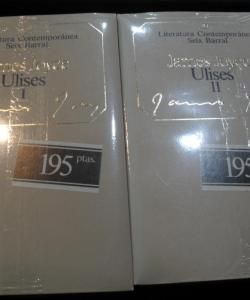 Literatura Contemporánea
Seix Barral
James Joyce
Ulises
I
195 ptas.
Literatura Contemporánea
Seix Barral
James Joyce
Ulises
II
195